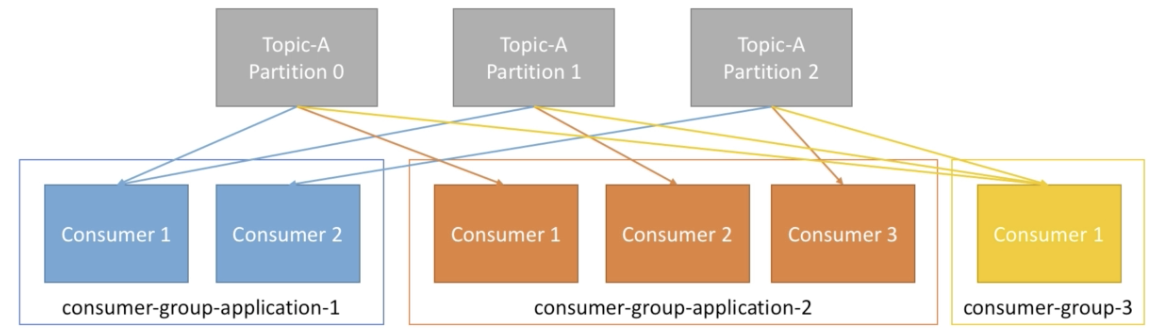 Topic-A
Partition 0
Topic-A
Partition 1
Topic-A
Partition 2
Consumer 1
Consumer 2
consumer-group-application-1
Consumer 1
Consumer 2
Consumer 3
consumer-group-application-2
Consumer 1
consumer-group-3